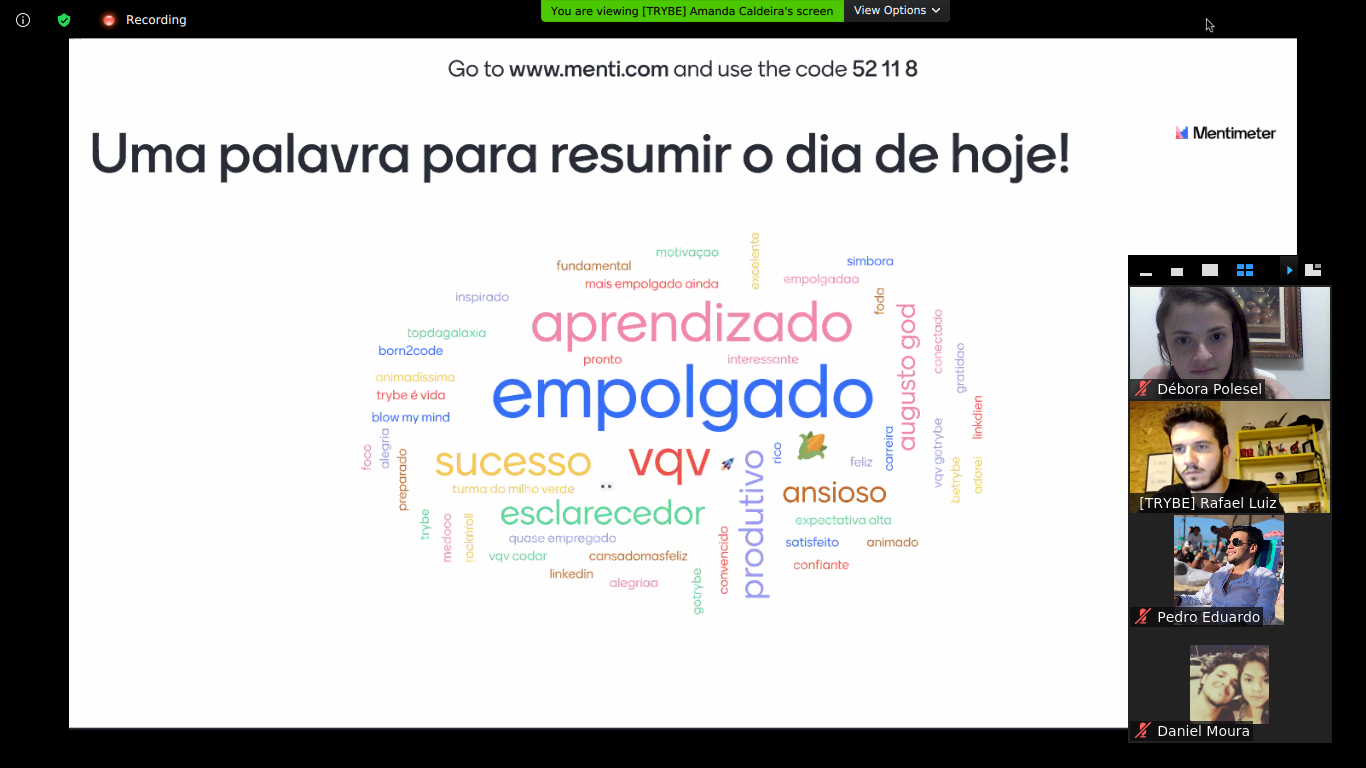 Recording
You are viewing [TRYBE] Amanda Caldeira's screen
View Options
Go to www.menti.com and use the code 52 11 8
Uma palavra para resumir o dia de hoje!
Mentimeter
motivaçao
excelente
simbora
fundamental
empolgadaa
mais empolgado ainda
inspirado
foda
aprendizado
augusto god
conectado
topdagalaxia
born2code
pronto
interessante
gratidao
animadíssima
trybe é vida
empolgado
blow my mind
linkdien
foco
alegria
preparado
sucesso
vqv
rico
feliz
carreira
vqv gotrybe
betrybe
adorei
turma do milho verde
produtivo
ansioso
trybe
medooo
rocknroll
esclarecedor
expectativa alta
quase empregado
satisfeito
animado
vqv codar
cansadomasfeliz
convencido
confiante
linkedin
alegriaa
gotrybe
Débora Polesel
[TRYBE] Rafael Luiz
Pedro Eduardo
Daniel Moura